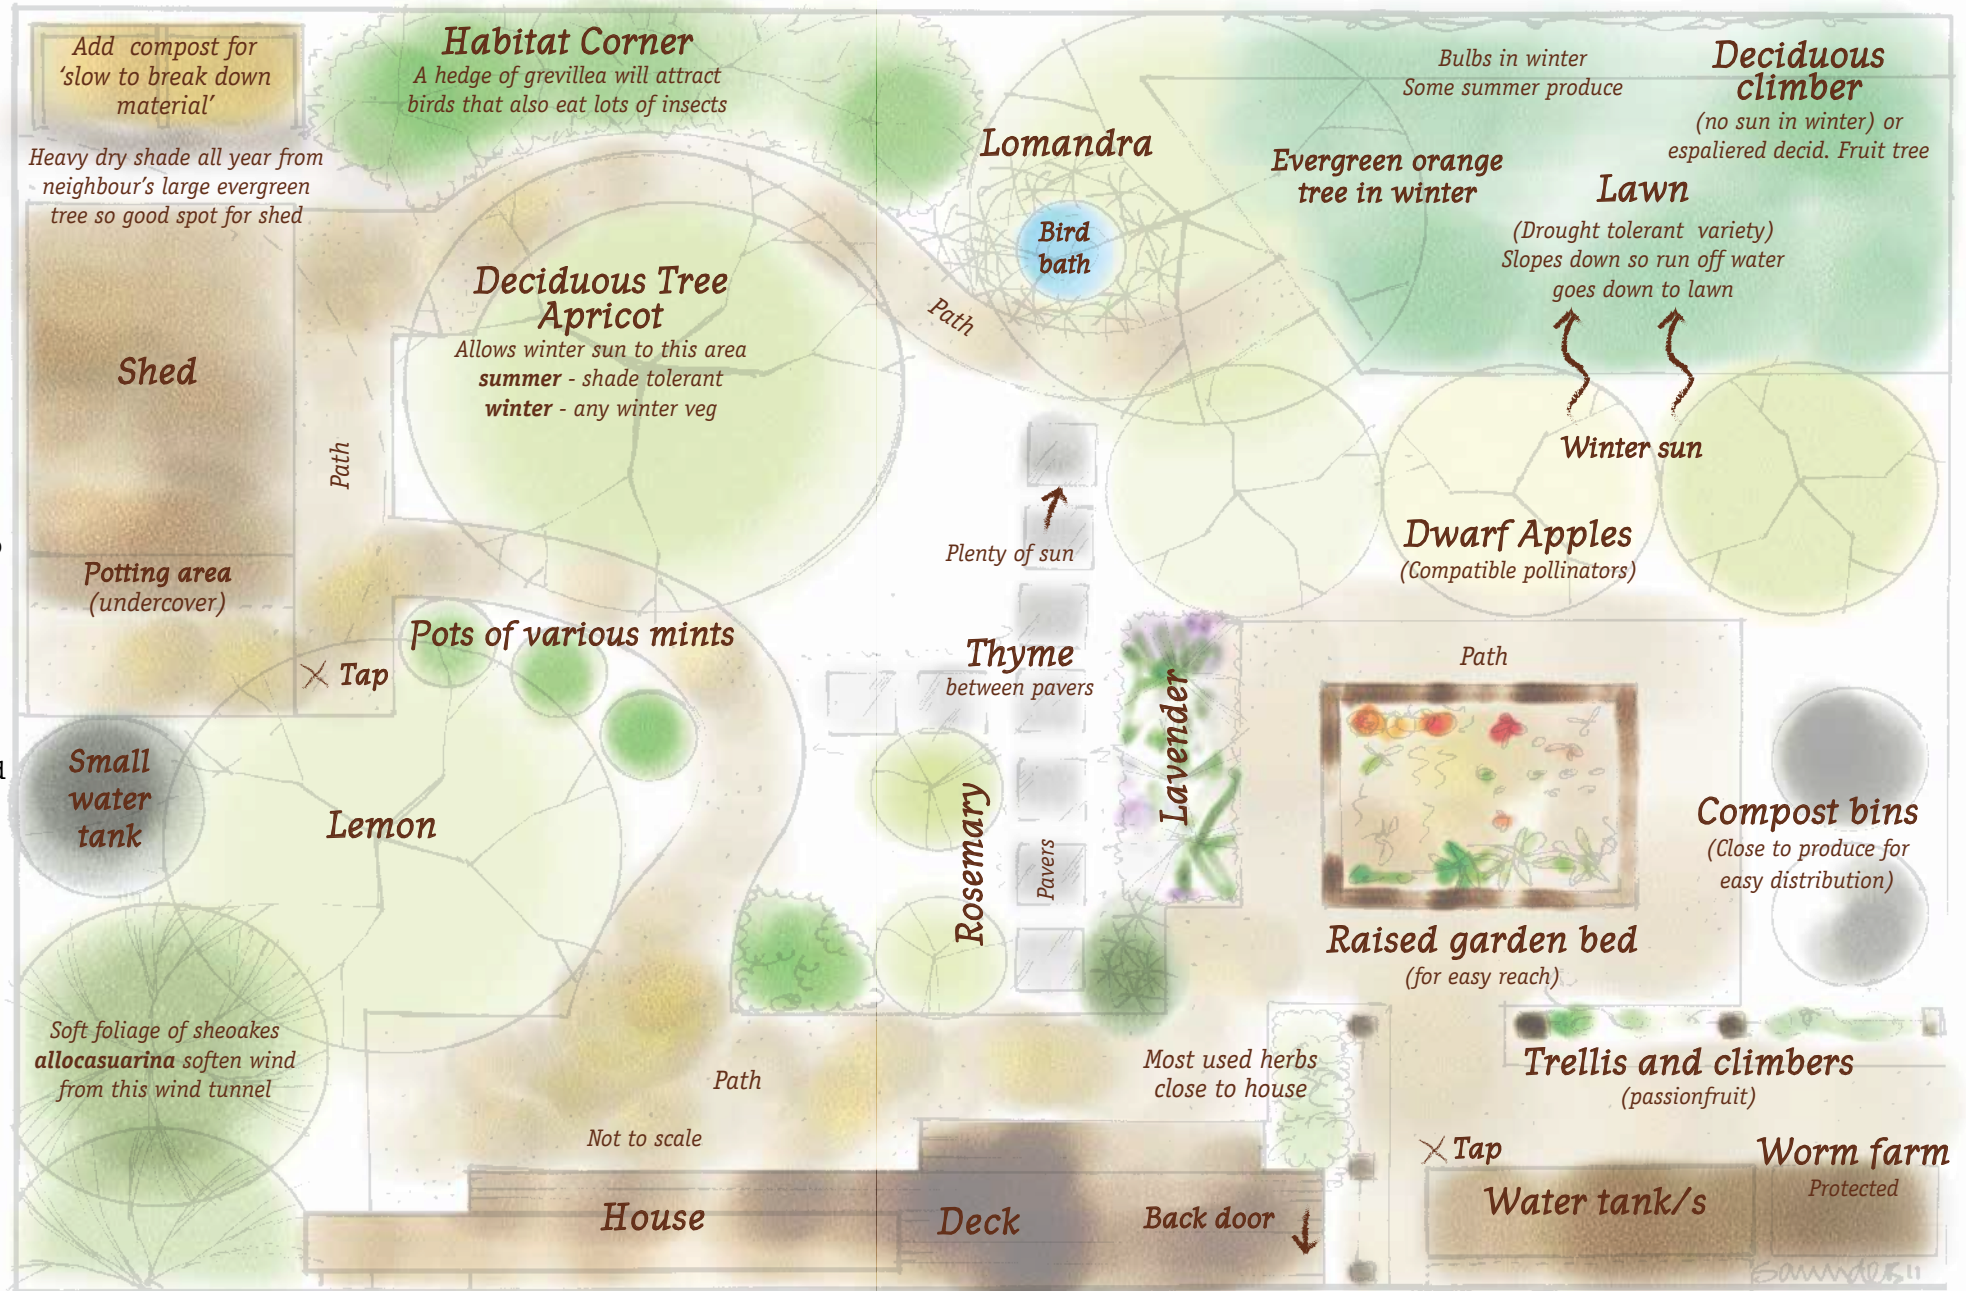 Add compost for
‘slow to break down
material’
Heavy dry shade all year from
neighbour’s large evergreen
tree so good spot for shed
Habitat Corner
A hedge of grevillea will attract
birds that also eat lots of insects
Lomandra
Bird
bath
Bulbs in winter
Some summer produce
Evergreen orange
tree in winter
Deciduous
climber
(no sun in winter) or
espaliered decid. Fruit tree
Lawn
(Drought tolerant variety)
Slopes down so run off water
goes down to lawn
Winter sun
Shed
Path
Deciduous Tree
Apricot
Allows winter sun to this area
summer - shade tolerant
winter - any winter veg
Path
Plenty of sun
Dwarf Apples
(Compatible pollinators)
Potting area
(undercover)
Tap
Pots of various mints
Thyme
between pavers
Lavender
Path
Small
water
tank
Lemon
Rosemary
Pavers
Compost bins
(Close to produce for
easy distribution)
Raised garden bed
(for easy reach)
Soft foliage of sheoakes
allocasuarina soften wind
from this wind tunnel
Path
Not to scale
Most used herbs
close to house
Trellis and climbers
(passionfruit)
Tap
Water tank/s
Worm farm
Protected
House
Deck
Back door
Saunders 11